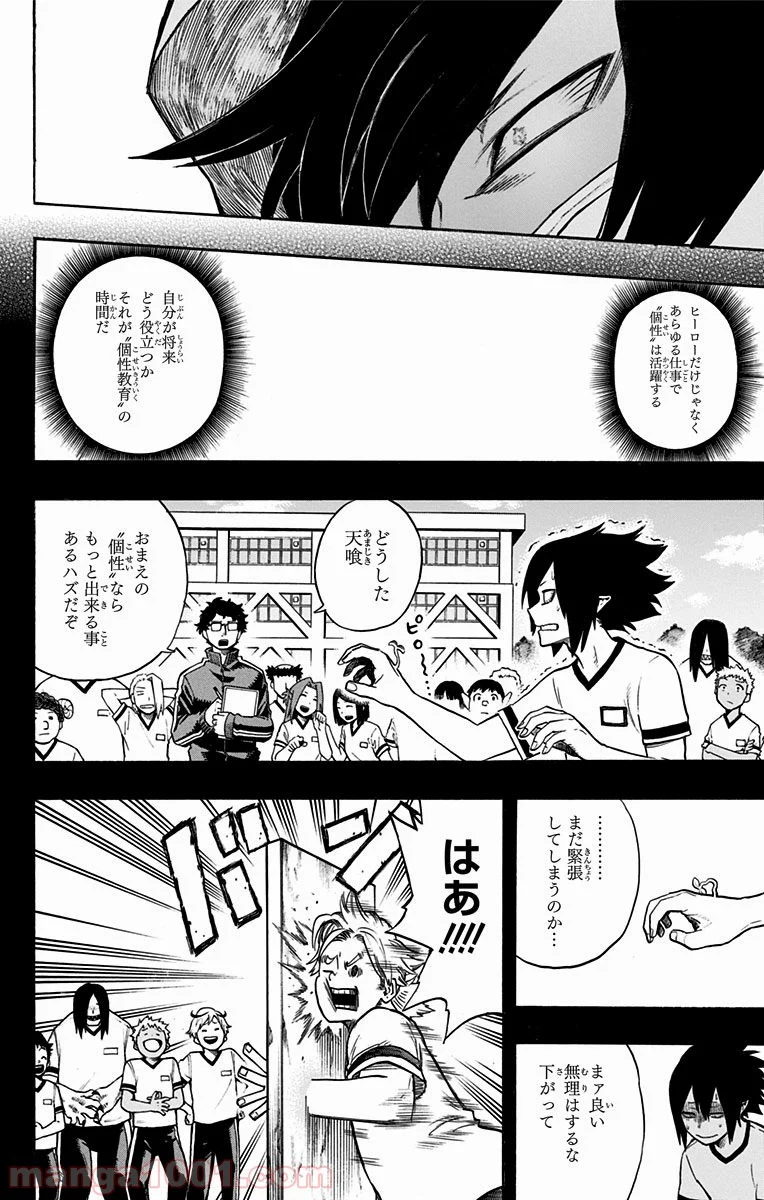 ヒーローだけじゃなく
あらゆる仕事で
“個性”は活躍する
自分が将来
どう役立つか
それが“個性教育”の
時間だ
どうした
天喰
ピ゜
おまえの
“個性”なら
もっと出来る事
あるハズだぞ
………
まだ緊張
してしまうのか…
まァ良い
無理はするな
下がって
はあ!!!!
バン
manga1001.com